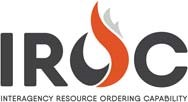 IROC
INTERAGENCY RESOURCE ORDERING CAPABILITY